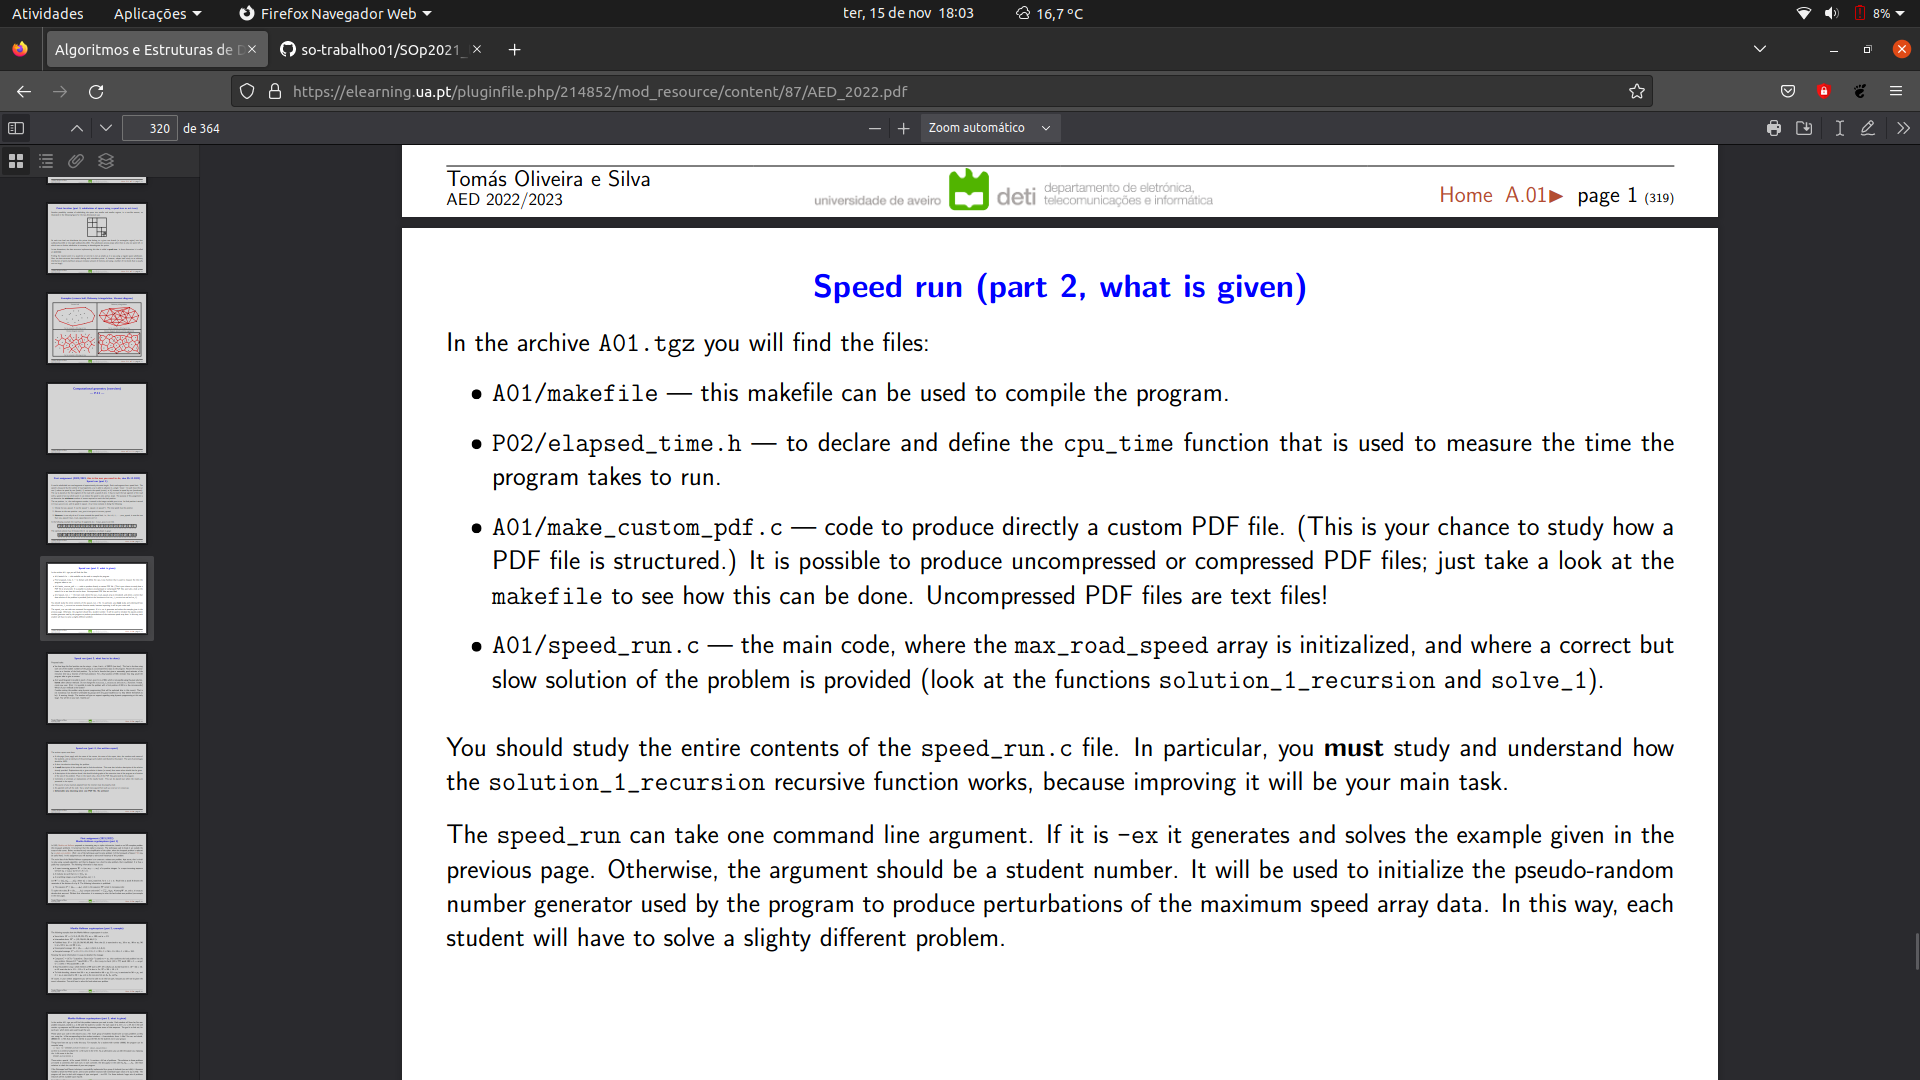 Atividades Aplicações Firefox Navegador Web ter, 15 de nov 18:03 16,7 ºC 8%
Algoritmos e Estruturas de D so-trabalho01/SOp2021_
https://elearning.ua.pt/pluginfile.php/214852/mod_resource/content/87/AED_2022.pdf
320 de 364 Zoom automático
Tomás Oliveira e Silva
AED 2022/2023
universidade de aveiro deti departamento de eletrónica,
telecomunicações e informática
Home A.01▶ page 1 (319)
Speed run (part 2, what is given)
In the archive A01.tgz you will find the files:
• A01/makefile — this makefile can be used to compile the program.
• P02/elapsed_time.h — to declare and define the cpu_time function that is used to measure the time the
program takes to run.
• A01/make_custom_pdf.c — code to produce directly a custom PDF file. (This is your chance to study how a
PDF file is structured.) It is possible to produce uncompressed or compressed PDF files; just take a look at the
makefile to see how this can be done. Uncompressed PDF files are text files!
• A01/speed_run.c — the main code, where the max_road_speed array is initizalized, and where a correct but
slow solution of the problem is provided (look at the functions solution_1_recursion and solve_1).
You should study the entire contents of the speed_run.c file. In particular, you must study and understand how
the solution_1_recursion recursive function works, because improving it will be your main task.
The speed_run can take one command line argument. If it is -ex it generates and solves the example given in the
previous page. Otherwise, the argument should be a student number. It will be used to initialize the pseudo-random
number generator used by the program to produce perturbations of the maximum speed array data. In this way, each
student will have to solve a slighty different problem.